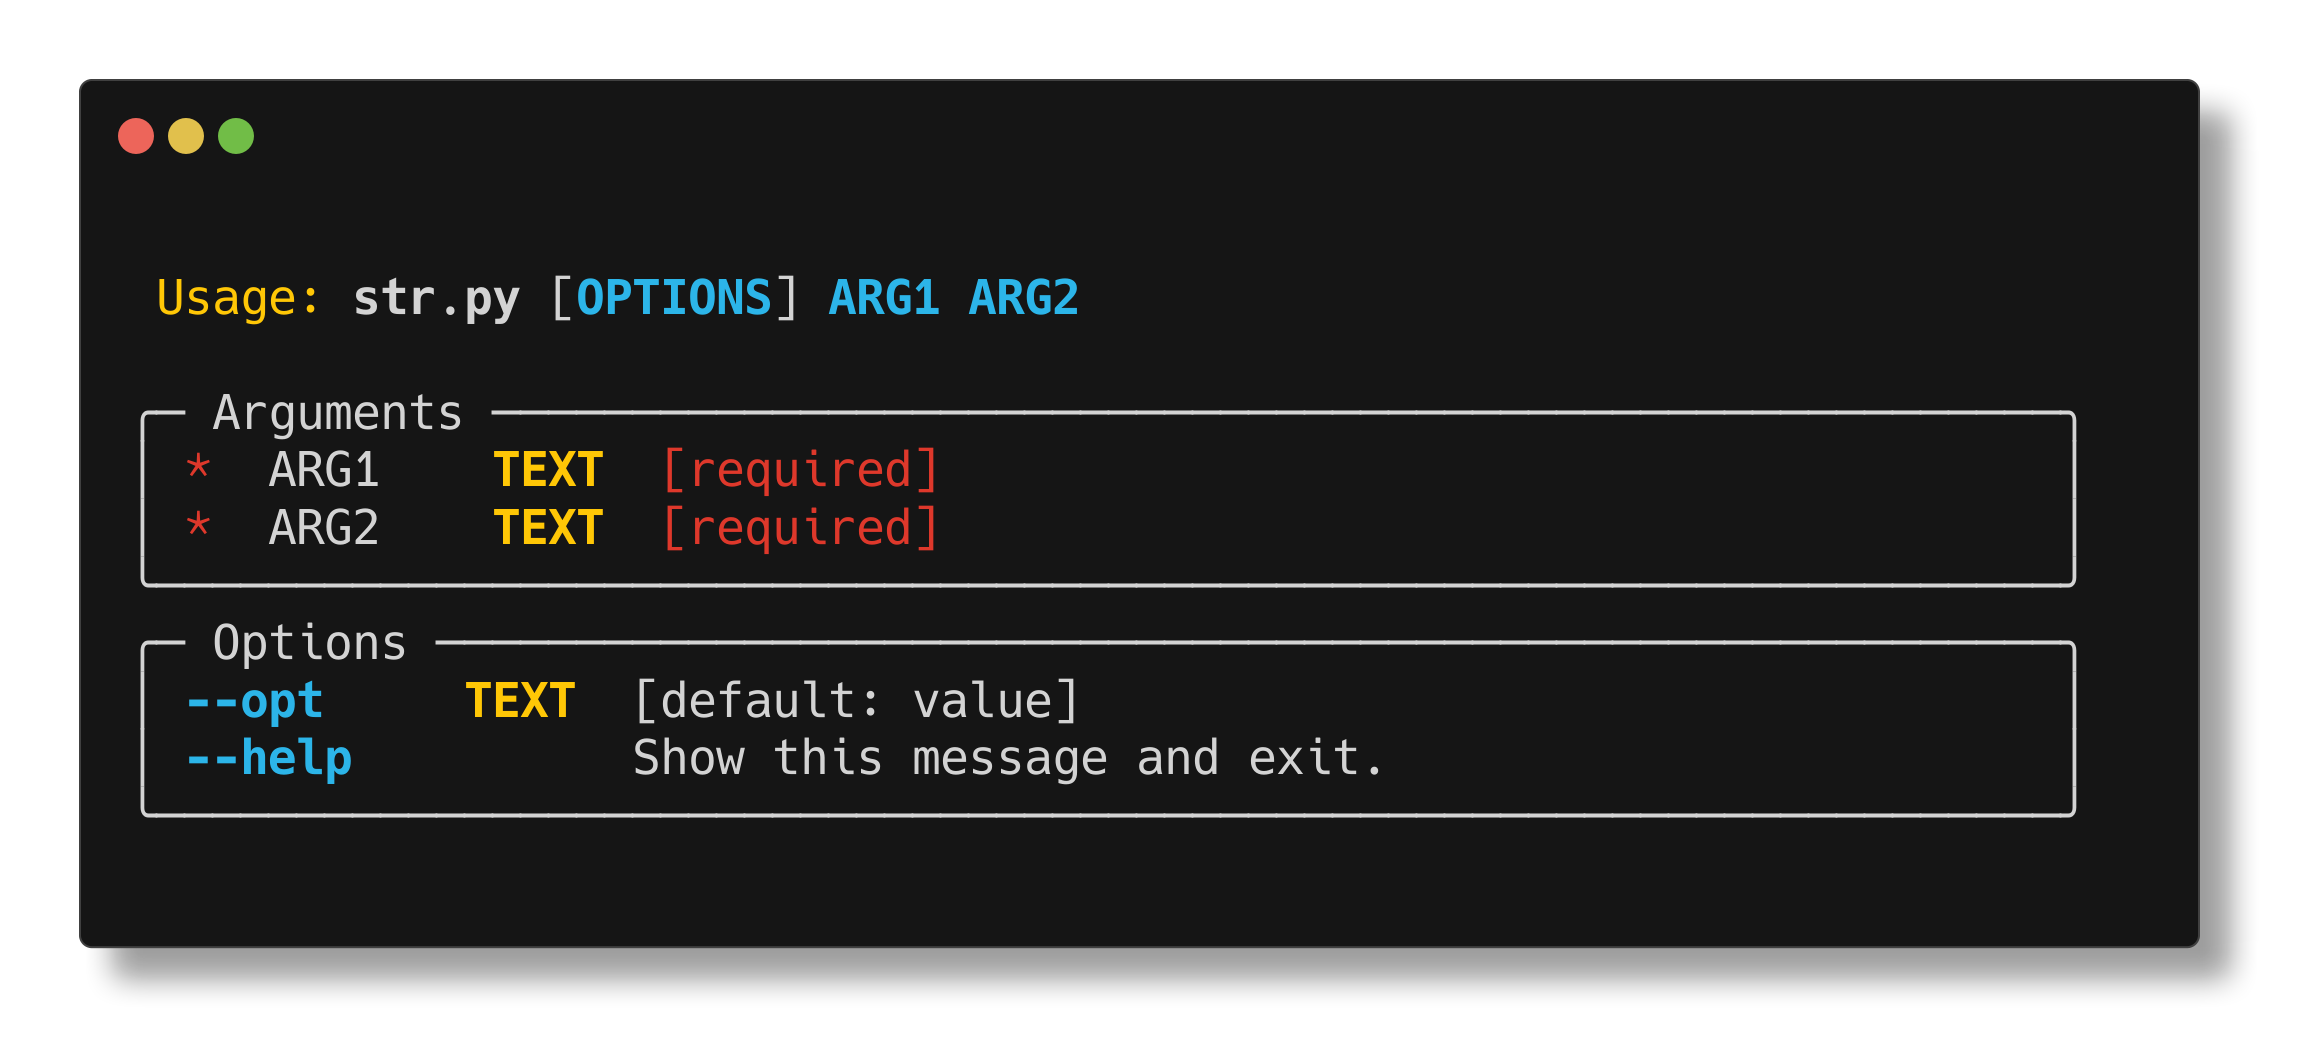 Usage: str.py [OPTIONS] ARG1 ARG2
Arguments
* ARG1 TEXT [required]
* ARG2 TEXT [required]
Options
--opt TEXT [default: value]
--help Show this message and exit.